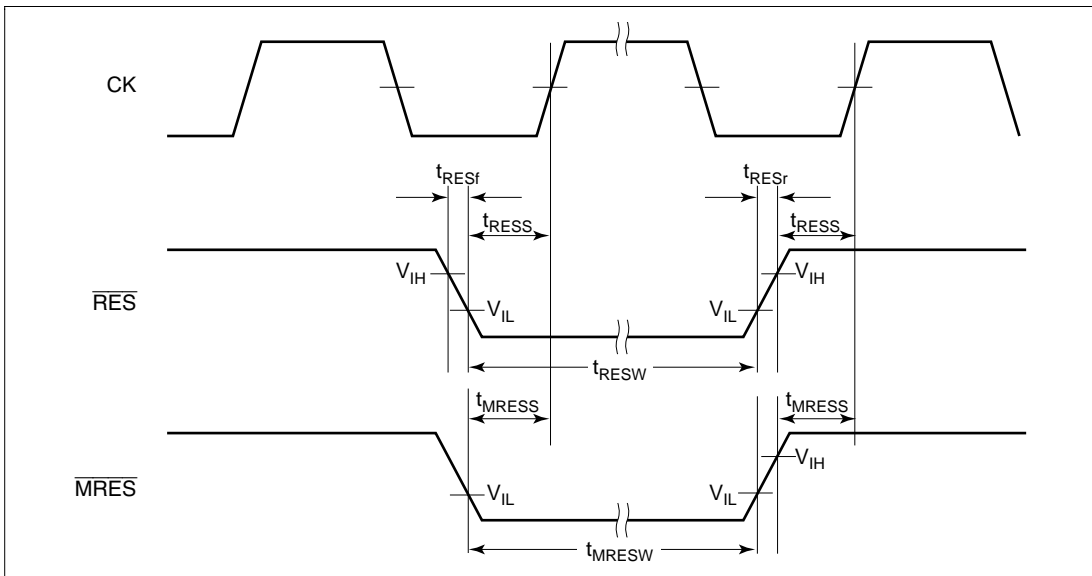 CK
tRESf
tRESr
tRESS
tRESS
VIH
VIH
RES
VIL
VIL
tRESW
tMRESS
tMRESS
VIH
MRES
VIL
VIL
tMRESW